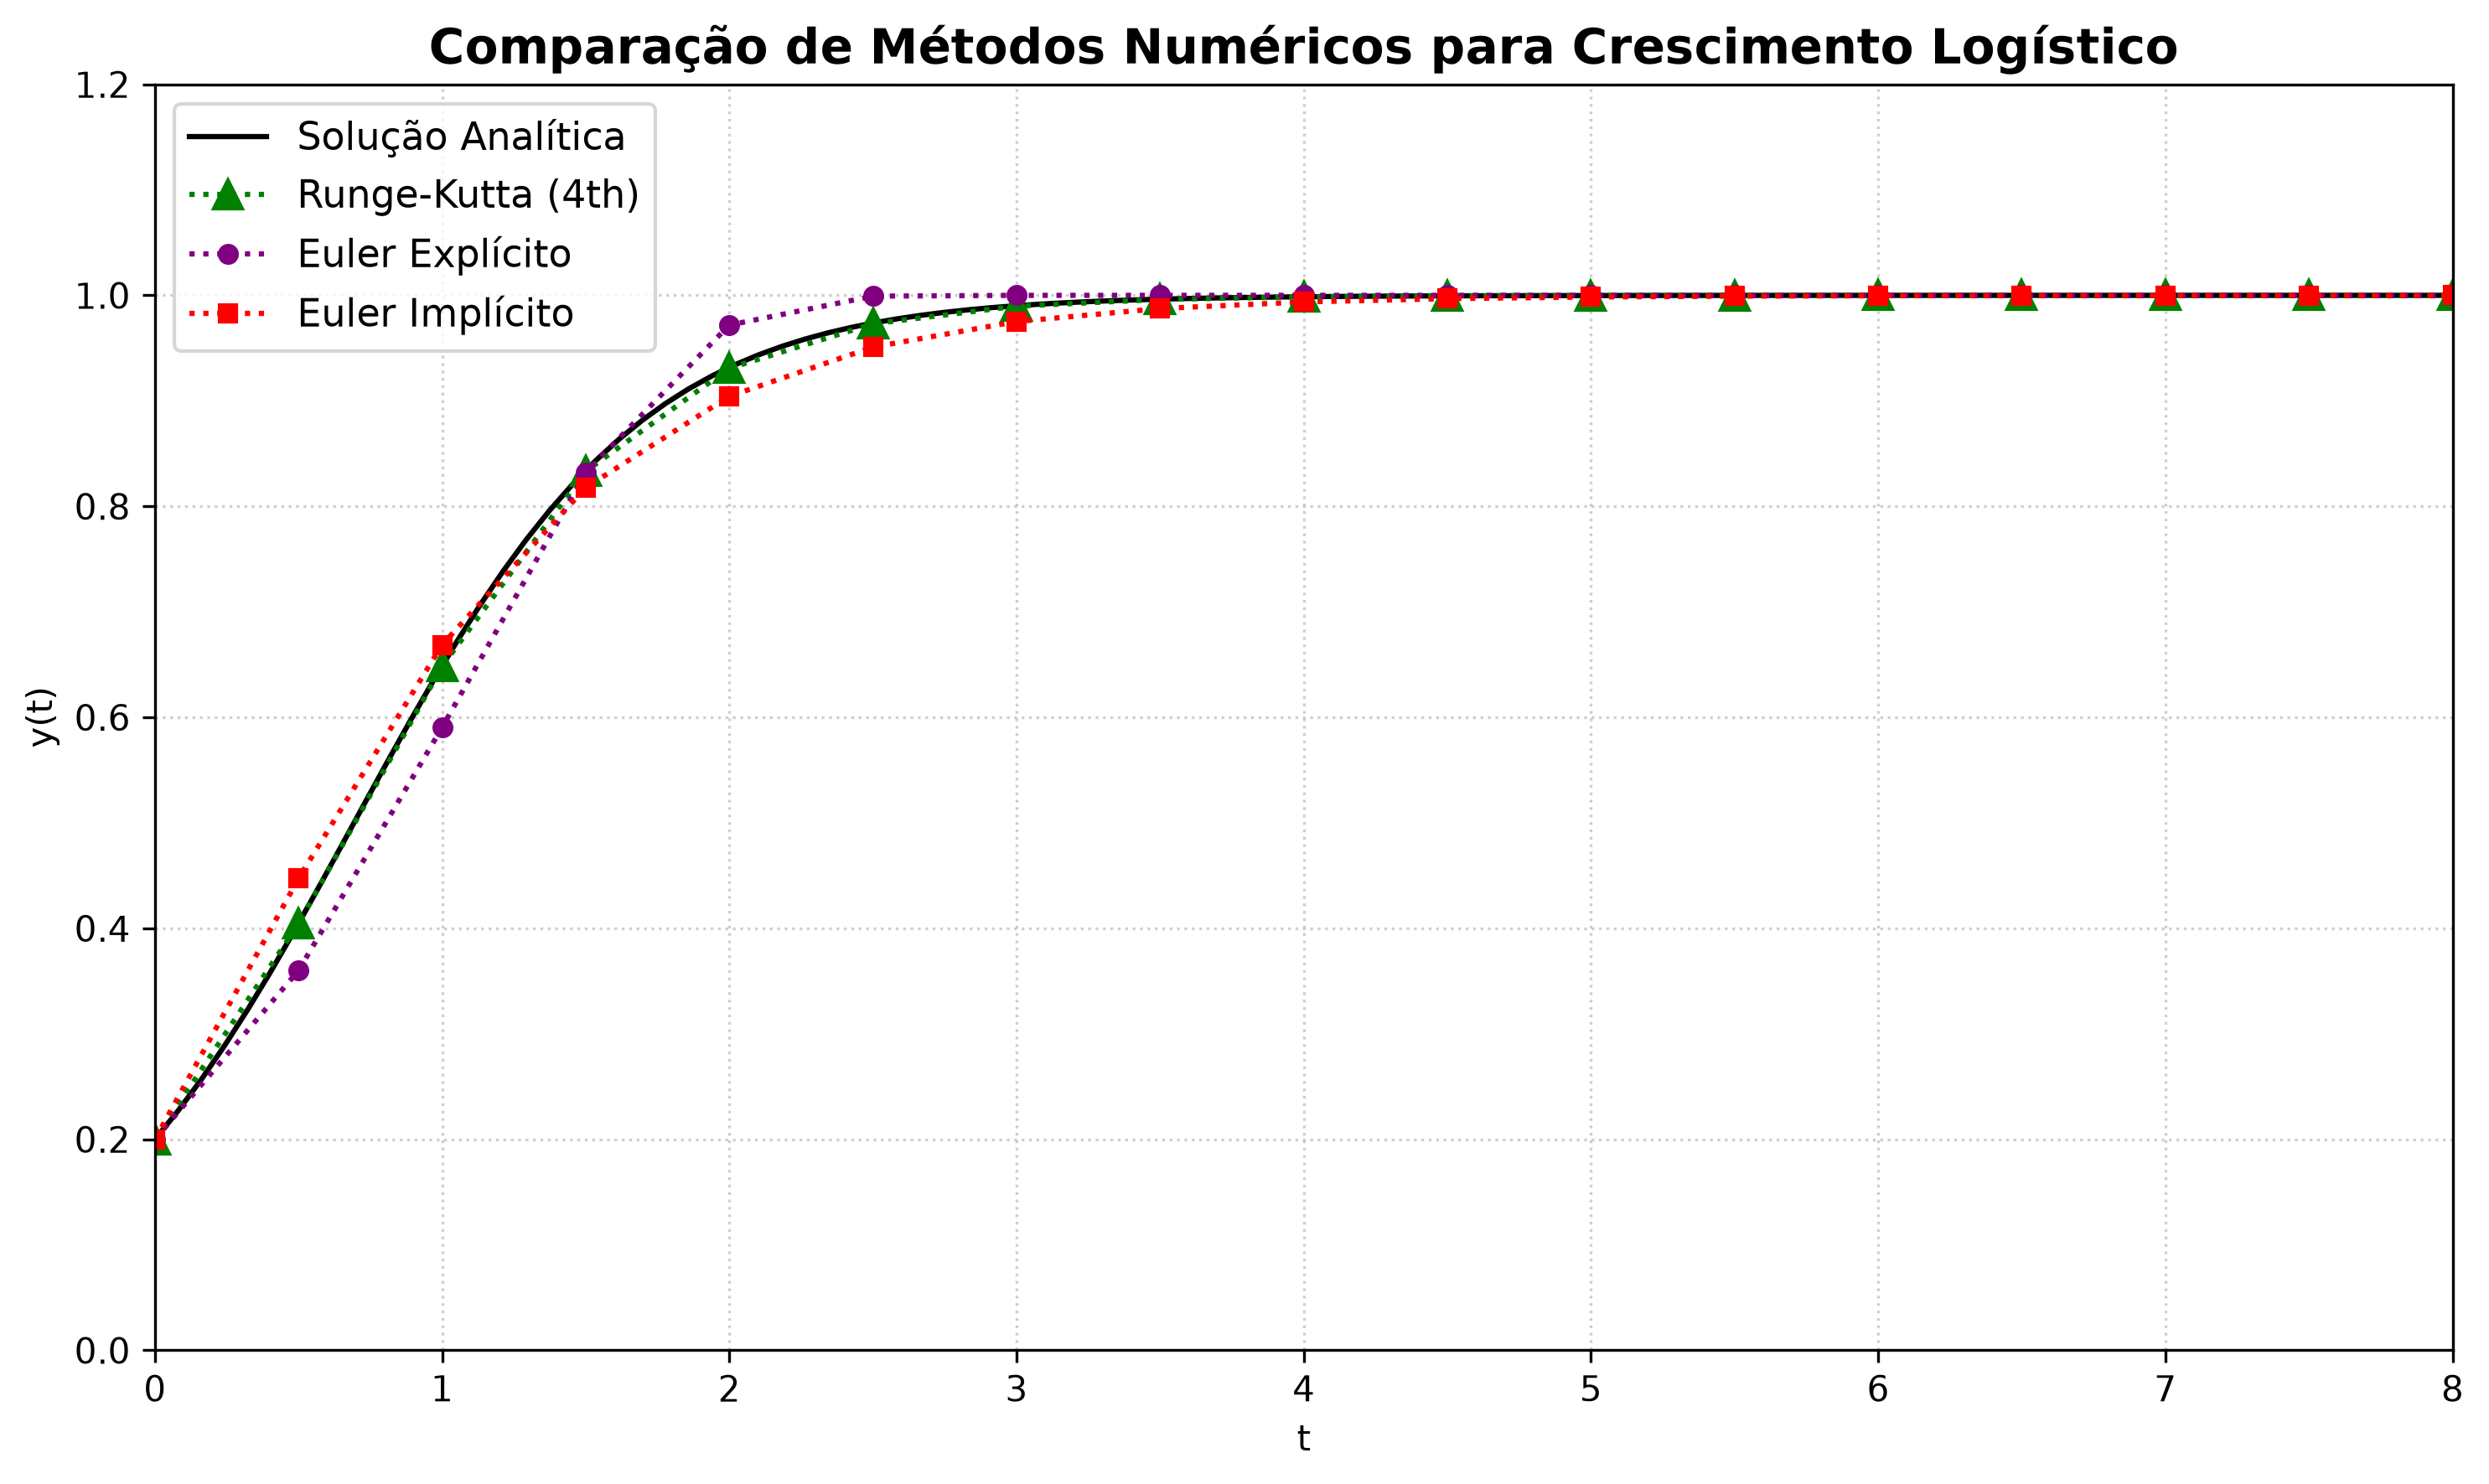 Comparação de Métodos Numéricos para Crescimento Logístico
1.2
1.0
0.8
0.6
0.4
0.2
0.0
y(t)
Solução Analítica
Runge-Kutta (4th)
Euler Explícito
Euler Implícito
0 1 2 3 4 5 6 7 8
t